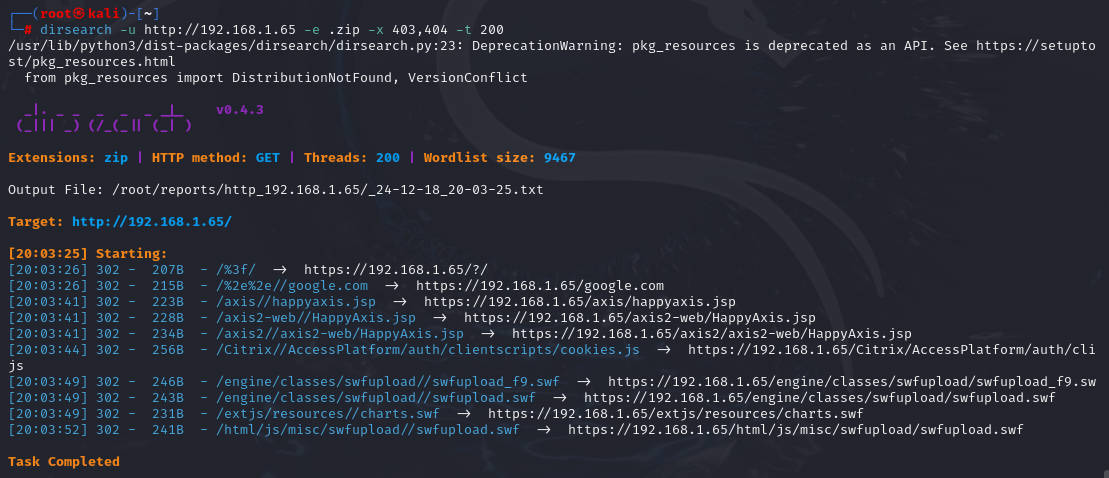 ┌──(root㉿kali)-[~]
└─# dirsearch -u http://192.168.1.65 -e .zip -x 403,404 -t 200
/usr/lib/python3/dist-packages/dirsearch/dirsearch.py:23: DeprecationWarning: pkg_resources is deprecated as an API. See https://setupto
st/pkg_resources.html
  from pkg_resources import DistributionNotFound, VersionConflict
  _|. _ _  _  _  _ _|_    v0.4.3
 (_||| _) (/_(_|| (_| )
Extensions: zip | HTTP method: GET | Threads: 200 | Wordlist size: 9467
Output File: /root/reports/http_192.168.1.65/_24-12-18_20-03-25.txt
Target: http://192.168.1.65/
[20:03:25] Starting:
[20:03:26] 302 -  207B  - /%3f/  ->  https://192.168.1.65/?/
[20:03:26] 302 -  215B  - /%2e%2e//google.com  ->  https://192.168.1.65/google.com
[20:03:41] 302 -  223B  - /axis//happyaxis.jsp  ->  https://192.168.1.65/axis/happyaxis.jsp
[20:03:41] 302 -  228B  - /axis2-web//HappyAxis.jsp  ->  https://192.168.1.65/axis2-web/HappyAxis.jsp
[20:03:41] 302 -  234B  - /axis2//axis2-web/HappyAxis.jsp  ->  https://192.168.1.65/axis2/axis2-web/HappyAxis.jsp
[20:03:44] 302 -  256B  - /Citrix//AccessPlatform/auth/clientscripts/cookies.js  ->  https://192.168.1.65/Citrix/AccessPlatform/auth/cli
js
[20:03:49] 302 -  246B  - /engine/classes/swfupload//swfupload_f9.swf  ->  https://192.168.1.65/engine/classes/swfupload/swfupload_f9.sw
[20:03:49] 302 -  243B  - /engine/classes/swfupload//swfupload.swf  ->  https://192.168.1.65/engine/classes/swfupload/swfupload.swf
[20:03:49] 302 -  231B  - /extjs/resources//charts.swf  ->  https://192.168.1.65/extjs/resources/charts.swf
[20:03:52] 302 -  241B  - /html/js/misc/swfupload//swfupload.swf  ->  https://192.168.1.65/html/js/misc/swfupload/swfupload.swf
Task Completed